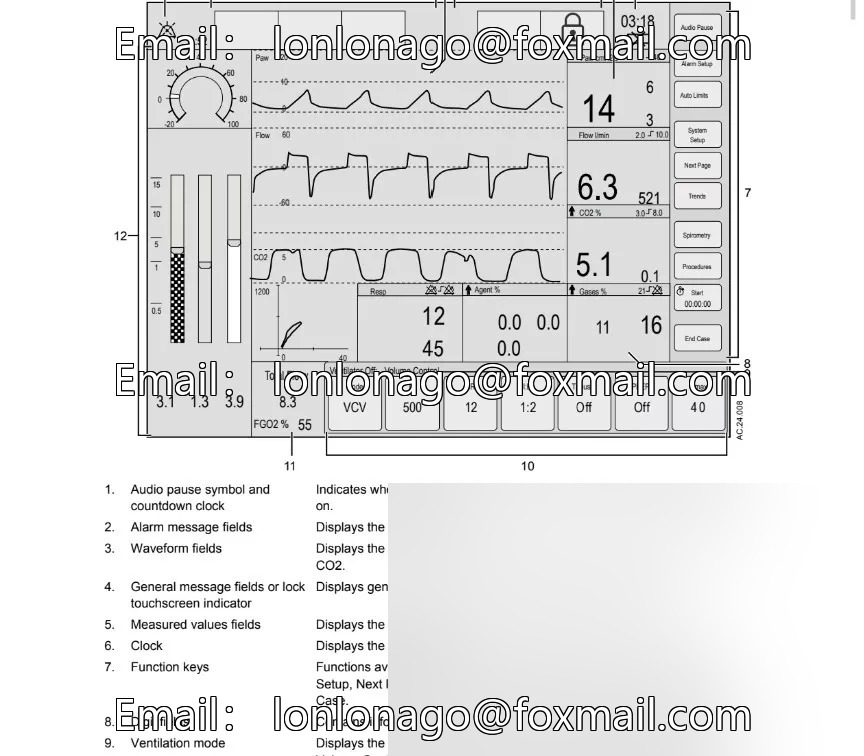 03:18
Audio Pause
Email : lonlonago@foxmail.com
Alarm Setup
Auto Limits
System
Setup
Next Page
Trends
Spirometry
Procedures
Start
00:00:00
End Case
7
Paw
40
0
20
60
80
0
-20
100
14
6
3
Flow 60
0
-60
Flow l/min 2.0 10.0
6.3
521
CO2 % 3.0 8.0
CO2 5
0
5.1
0.1
12
15
10
5
1
0.5
1200
0
40
Resp
12
45
Agent %
0.0 0.0
0.0
Gases % 21
11 16
8
Email : lonlonago@foxmail.com
3.1 1.3 3.9
8.3
FGO2 % 55
VCV
500
12
1:2
Off
Off
40
AC.24.008
11
10
1. Audio pause symbol and
countdown clock
Indicates
on.
2. Alarm message fields Displays the
3. Waveform fields Displays the
CO2.
4. General message fields or lock
touchscreen indicator
Displays
5. Measured values fields Displays the
6. Clock Displays the
7. Function keys Functions
Setup, Next
Case.
Email : lonlonago@foxmail.com
8.
9. Ventilation mode Displays the